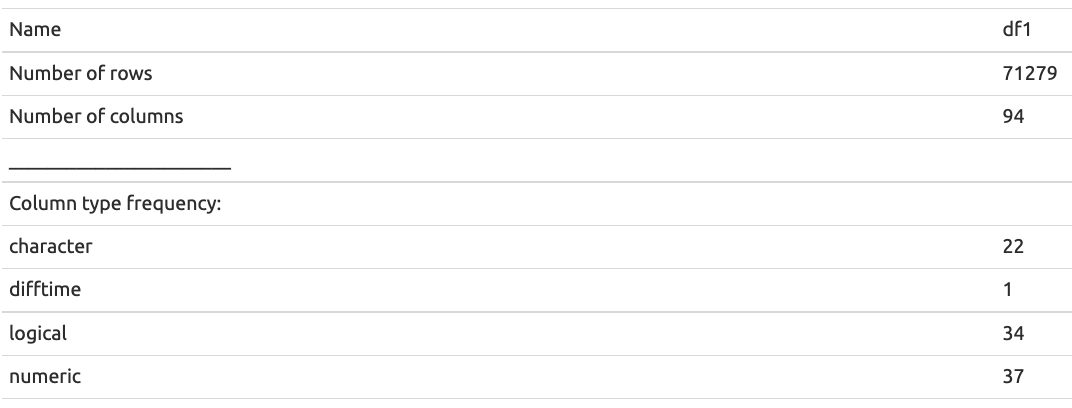 Name df1
Number of rows 71279
Number of columns 94
_______________________
Column type frequency:
character 22
difftime 1
logical 34
numeric 37